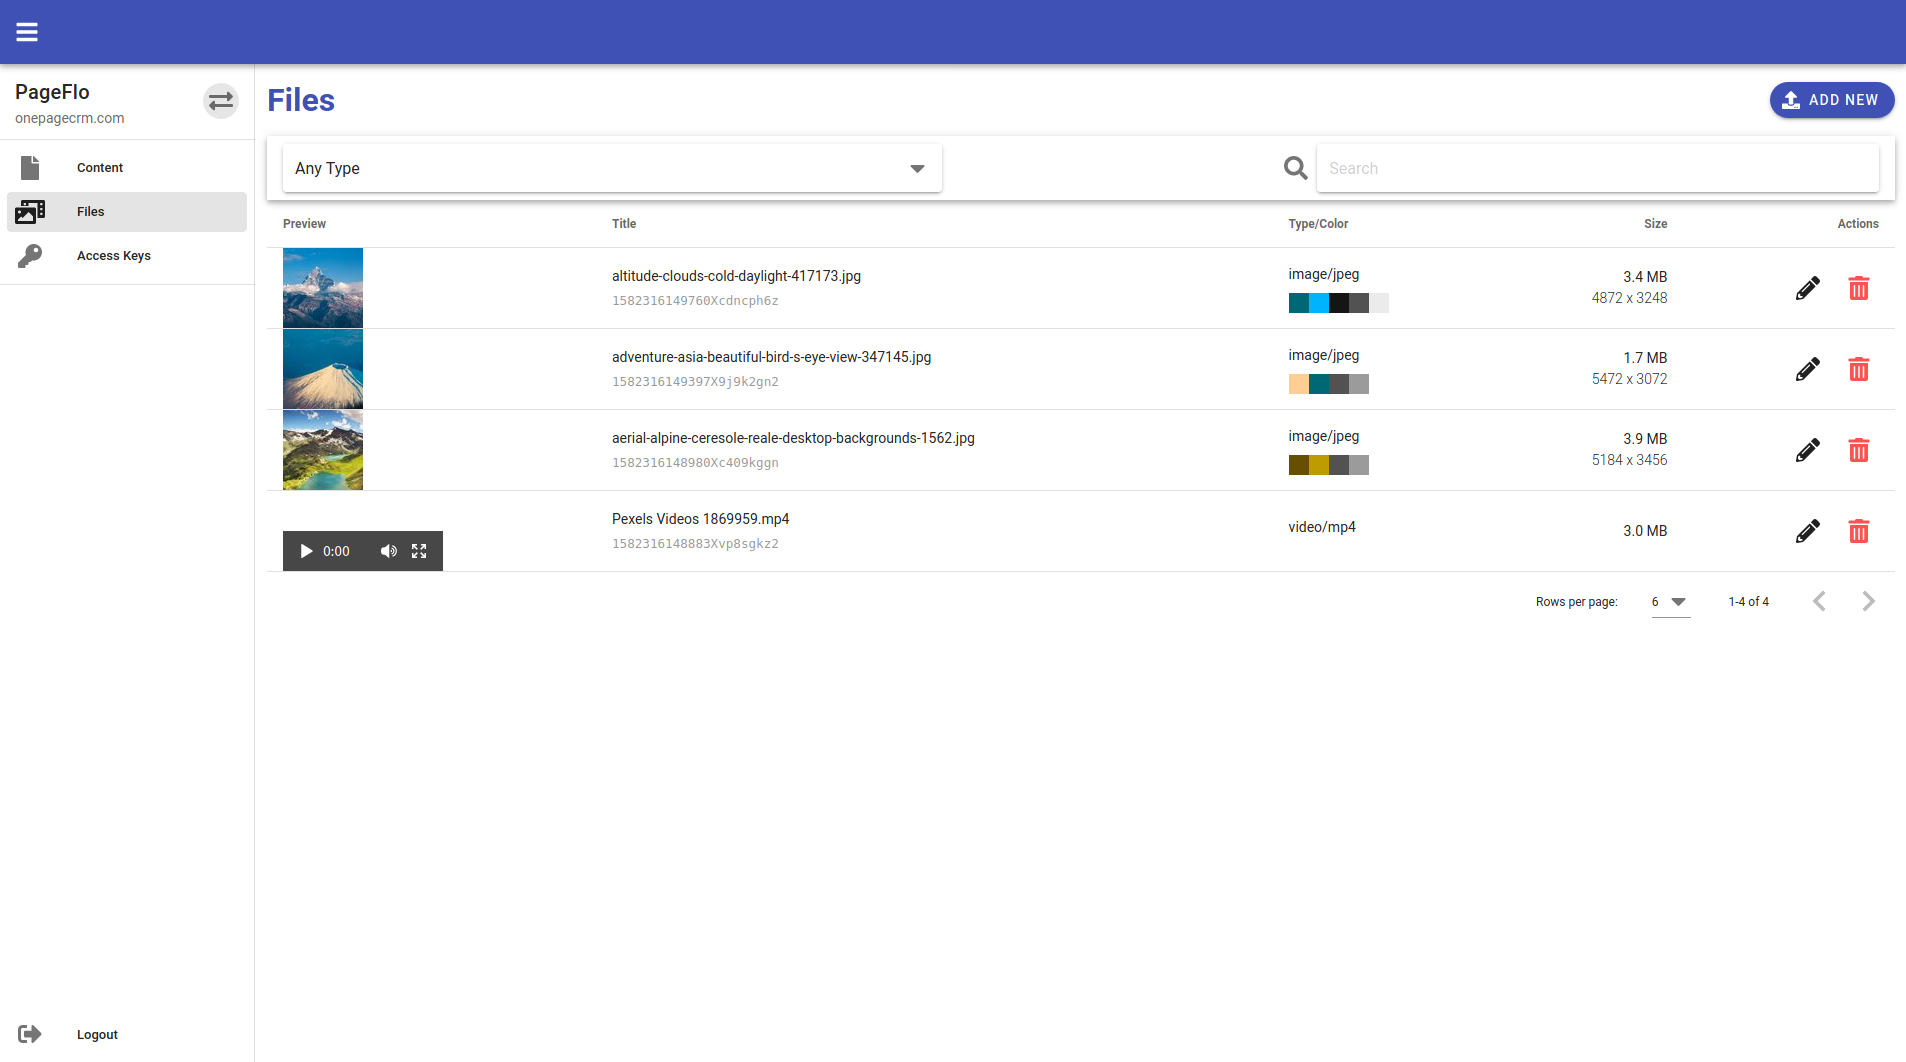 PageFlo
onepagecrm.com
Content
Files
Access Keys
Logout
Files
ADD NEW
Any Type
Search
Preview Title Type/Color Size Actions
altitude-clouds-cold-daylight-417173.jpg
1582316149760Xcdncph6z
image/jpeg
3.4 MB
4872 x 3248
adventure-asia-beautiful-bird-s-eye-view-347145.jpg
1582316149397X9j9k2gn2
image/jpeg
1.7 MB
5472 x 3072
aerial-alpine-ceresole-reale-desktop-backgrounds-1562.jpg
1582316148980Xc409kggn
image/jpeg
3.9 MB
5184 x 3456
0:00
Pexels Videos 1869959.mp4
1582316148883Xvp8sgkz2
video/mp4
3.0 MB
Rows per page: 6 1-4 of 4